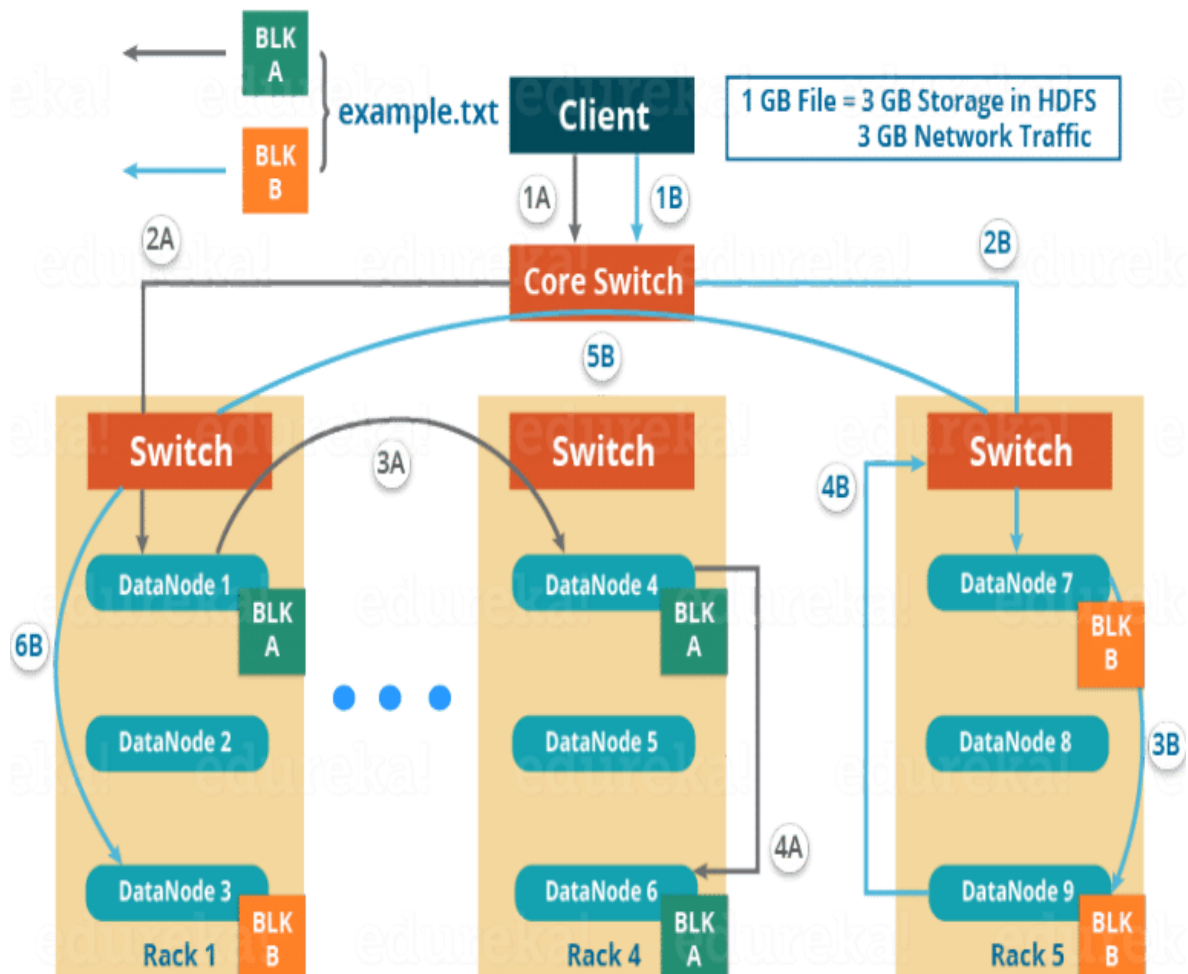 BLK
A
example.txt
BLK
B
Client
1 GB File = 3 GB Storage in HDFS
3 GB Network Traffic
1A
1B
2A
2B
Core Switch
5B
Switch
Switch
Switch
3A
4B
DataNode 1
BLK
A
DataNode 4
BLK
A
DataNode 7
BLK
B
6B
DataNode 2
DataNode 5
DataNode 8
3B
4A
DataNode 3
BLK
B
DataNode 6
BLK
A
DataNode 9
BLK
B
Rack 1
Rack 4
Rack 5
edureka!